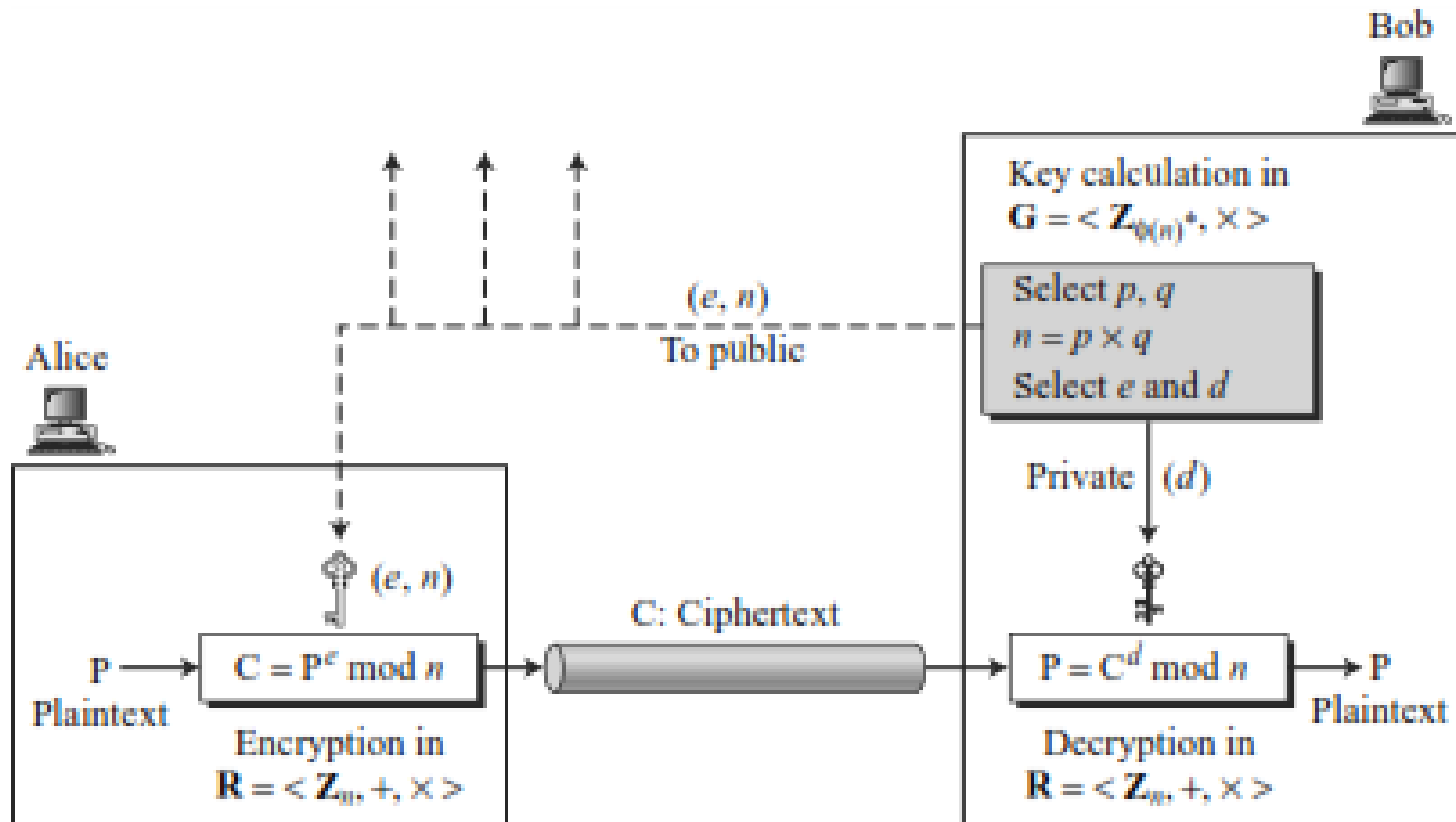 Bob
Key calculation in
G = < Z_ϕ(n)*, × >
Select p, q
n = p × q
Select e and d
(e, n)
To public
Alice
Private (d)
(e, n)
C: Ciphertext
P
Plaintext
C = P^e mod n
P = C^d mod n
P
Plaintext
Encryption in
R = < Z_n, +, × >
Decryption in
R = < Z_n, +, × >